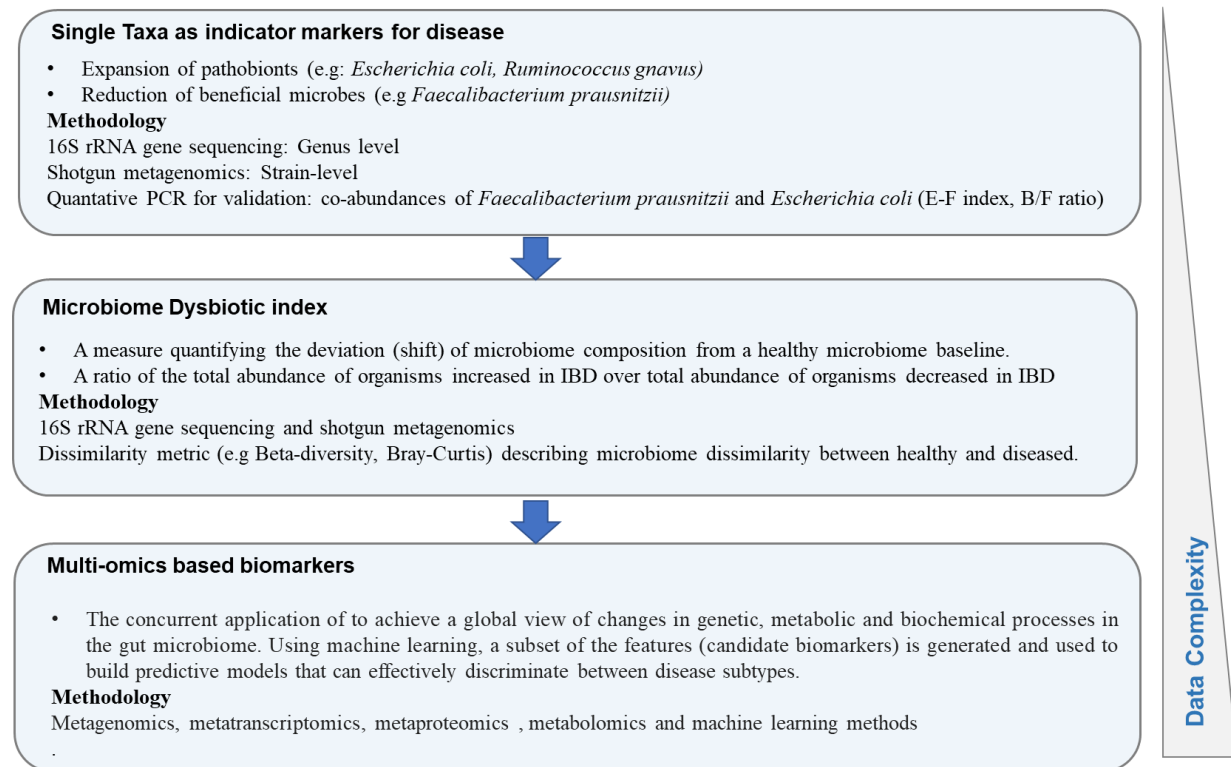 Single Taxa as indicator markers for disease
• Expansion of pathobionts (e.g: Escherichia coli, Ruminococcus gnavus)
• Reduction of beneficial microbes (e.g Faecalibacterium prausnitzii)
Methodology
16S rRNA gene sequencing: Genus level
Shotgun metagenomics: Strain-level
Quantative PCR for validation: co-abundances of Faecalibacterium prausnitzii and Escherichia coli (E-F index, B/F ratio)
Microbiome Dysbiotic index
• A measure quantifying the deviation (shift) of microbiome composition from a healthy microbiome baseline.
• A ratio of the total abundance of organisms increased in IBD over total abundance of organisms decreased in IBD
Methodology
16S rRNA gene sequencing and shotgun metagenomics
Dissimilarity metric (e.g Beta-diversity, Bray-Curtis) describing microbiome dissimilarity between healthy and diseased.
Multi-omics based biomarkers
• The concurrent application of to achieve a global view of changes in genetic, metabolic and biochemical processes in
the gut microbiome. Using machine learning, a subset of the features (candidate biomarkers) is generated and used to
build predictive models that can effectively discriminate between disease subtypes.
Methodology
Metagenomics, metatranscriptomics, metaproteomics , metabolomics and machine learning methods
.
Data Complexity